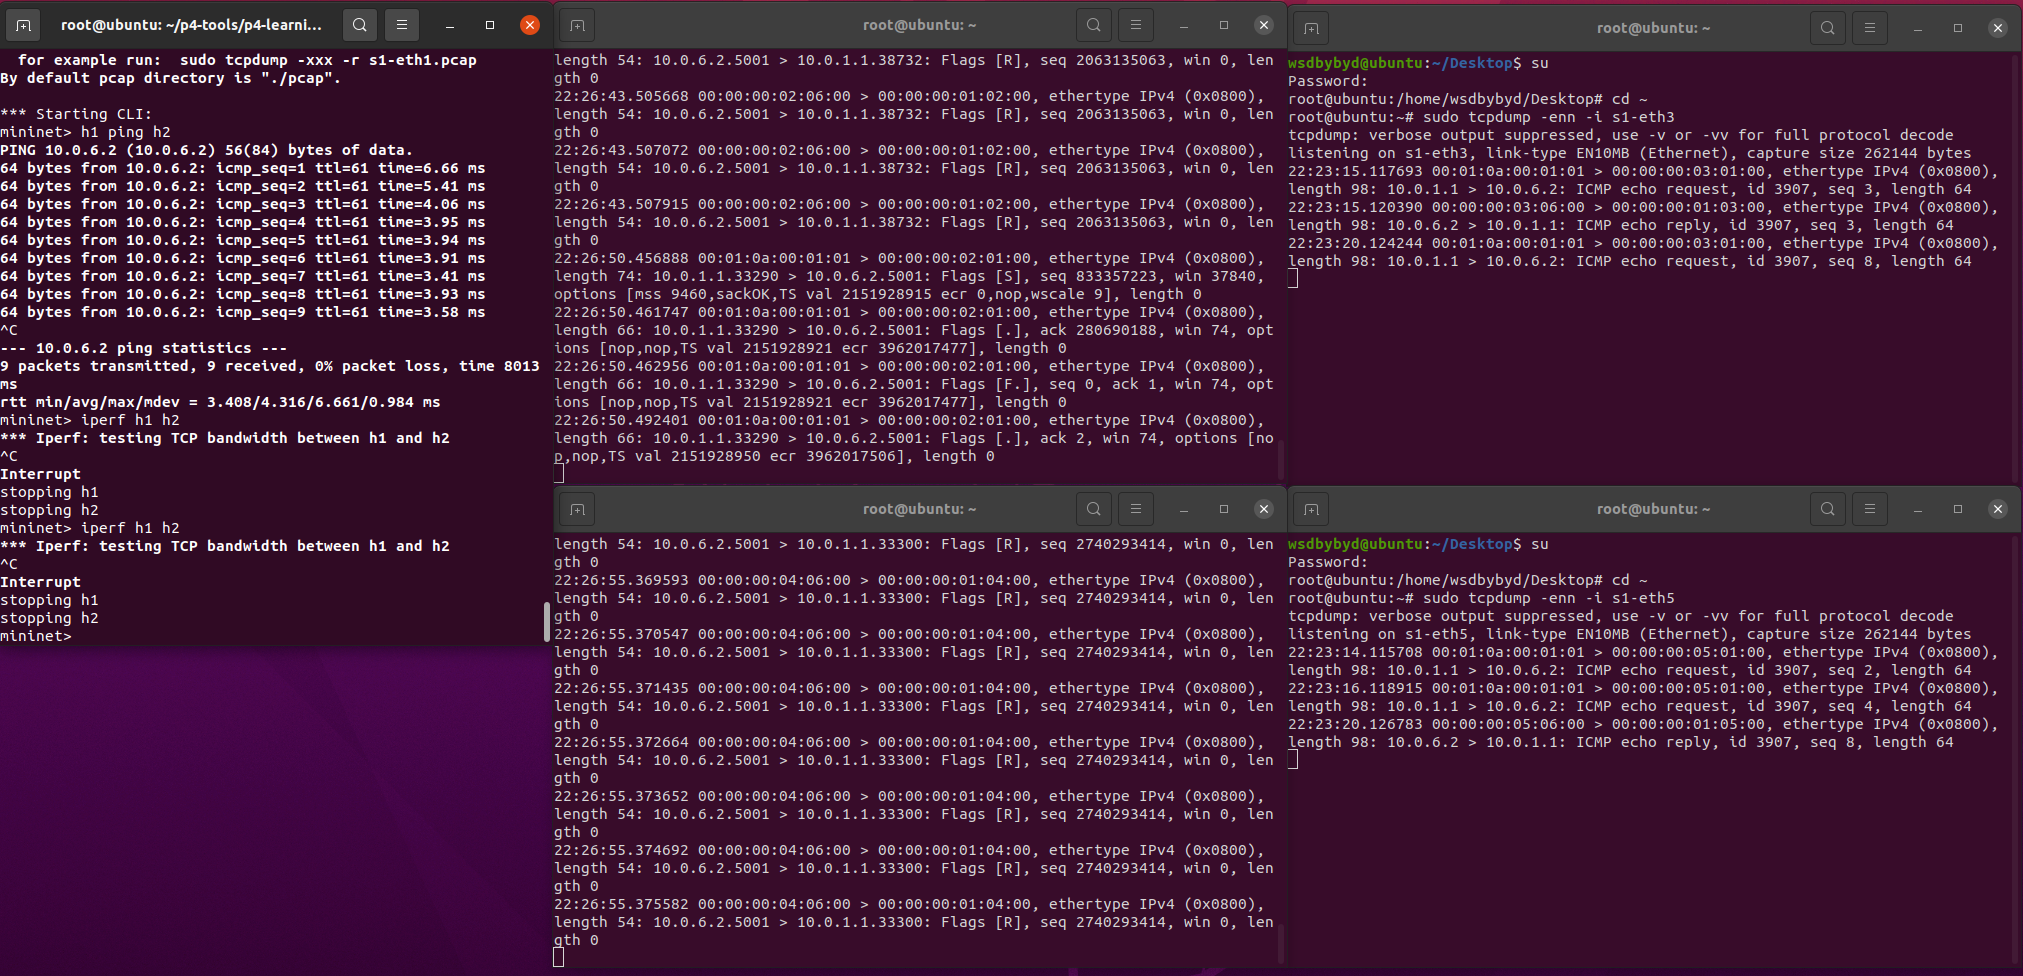 root@ubuntu: ~/p4-tools/p4-learni...
  for example run:  sudo tcpdump -xxx -r s1-eth1.pcap
By default pcap directory is "./pcap".
*** Starting CLI:
mininet> h1 ping h2
PING 10.0.6.2 (10.0.6.2) 56(84) bytes of data.
64 bytes from 10.0.6.2: icmp_seq=1 ttl=61 time=6.66 ms
64 bytes from 10.0.6.2: icmp_seq=2 ttl=61 time=5.41 ms
64 bytes from 10.0.6.2: icmp_seq=3 ttl=61 time=4.06 ms
64 bytes from 10.0.6.2: icmp_seq=4 ttl=61 time=3.95 ms
64 bytes from 10.0.6.2: icmp_seq=5 ttl=61 time=3.94 ms
64 bytes from 10.0.6.2: icmp_seq=6 ttl=61 time=3.91 ms
64 bytes from 10.0.6.2: icmp_seq=7 ttl=61 time=3.41 ms
64 bytes from 10.0.6.2: icmp_seq=8 ttl=61 time=3.93 ms
64 bytes from 10.0.6.2: icmp_seq=9 ttl=61 time=3.58 ms
^C
--- 10.0.6.2 ping statistics ---
9 packets transmitted, 9 received, 0% packet loss, time 8013
ms
rtt min/avg/max/mdev = 3.408/4.316/6.661/0.984 ms
mininet> iperf h1 h2
*** Iperf: testing TCP bandwidth between h1 and h2
^C
Interrupt
stopping h1
stopping h2
mininet> iperf h1 h2
*** Iperf: testing TCP bandwidth between h1 and h2
^C
Interrupt
stopping h1
stopping h2
mininet>
root@ubuntu: ~
length 54: 10.0.6.2.5001 > 10.0.1.1.38732: Flags [R], seq 2063135063, win 0, len
gth 0
22:26:43.505668 00:00:00:02:06:00 > 00:00:00:01:02:00, ethertype IPv4 (0x0800),
length 54: 10.0.6.2.5001 > 10.0.1.1.38732: Flags [R], seq 2063135063, win 0, len
gth 0
22:26:43.507072 00:00:00:02:06:00 > 00:00:00:01:02:00, ethertype IPv4 (0x0800),
length 54: 10.0.6.2.5001 > 10.0.1.1.38732: Flags [R], seq 2063135063, win 0, len
gth 0
22:26:43.507915 00:00:00:02:06:00 > 00:00:00:01:02:00, ethertype IPv4 (0x0800),
length 54: 10.0.6.2.5001 > 10.0.1.1.38732: Flags [R], seq 2063135063, win 0, len
gth 0
22:26:50.456888 00:01:0a:00:01:01 > 00:00:00:02:01:00, ethertype IPv4 (0x0800),
length 74: 10.0.1.1.33290 > 10.0.6.2.5001: Flags [S], seq 833357223, win 37840,
options [mss 9460,sackOK,TS val 2151928915 ecr 0,nop,wscale 9], length 0
22:26:50.461747 00:01:0a:00:01:01 > 00:00:00:02:01:00, ethertype IPv4 (0x0800),
length 66: 10.0.1.1.33290 > 10.0.6.2.5001: Flags [.], ack 280690188, win 74, opt
ions [nop,nop,TS val 2151928921 ecr 3962017477], length 0
22:26:50.462956 00:01:0a:00:01:01 > 00:00:00:02:01:00, ethertype IPv4 (0x0800),
length 66: 10.0.1.1.33290 > 10.0.6.2.5001: Flags [F.], seq 0, ack 1, win 74, opt
ions [nop,nop,TS val 2151928921 ecr 3962017477], length 0
22:26:50.492401 00:01:0a:00:01:01 > 00:00:00:02:01:00, ethertype IPv4 (0x0800),
length 66: 10.0.1.1.33290 > 10.0.6.2.5001: Flags [.], ack 2, win 74, options [no
p,nop,TS val 2151928950 ecr 3962017506], length 0
root@ubuntu: ~
wsdbybyd@ubuntu:~/Desktop$ su
Password:
root@ubuntu:/home/wsdbybyd/Desktop# cd ~
root@ubuntu:~# sudo tcpdump -enn -i s1-eth3
tcpdump: verbose output suppressed, use -v or -vv for full protocol decode
listening on s1-eth3, link-type EN10MB (Ethernet), capture size 262144 bytes
22:23:15.117693 00:01:0a:00:01:01 > 00:00:00:03:01:00, ethertype IPv4 (0x0800),
length 98: 10.0.1.1 > 10.0.6.2: ICMP echo request, id 3907, seq 3, length 64
22:23:15.120390 00:00:00:03:06:00 > 00:00:00:01:03:00, ethertype IPv4 (0x0800),
length 98: 10.0.6.2 > 10.0.1.1: ICMP echo reply, id 3907, seq 3, length 64
22:23:20.124244 00:01:0a:00:01:01 > 00:00:00:03:01:00, ethertype IPv4 (0x0800),
length 98: 10.0.1.1 > 10.0.6.2: ICMP echo request, id 3907, seq 8, length 64
root@ubuntu: ~
length 54: 10.0.6.2.5001 > 10.0.1.1.33300: Flags [R], seq 2740293414, win 0, len
gth 0
22:26:55.369593 00:00:00:04:06:00 > 00:00:00:01:04:00, ethertype IPv4 (0x0800),
length 54: 10.0.6.2.5001 > 10.0.1.1.33300: Flags [R], seq 2740293414, win 0, len
gth 0
22:26:55.370547 00:00:00:04:06:00 > 00:00:00:01:04:00, ethertype IPv4 (0x0800),
length 54: 10.0.6.2.5001 > 10.0.1.1.33300: Flags [R], seq 2740293414, win 0, len
gth 0
22:26:55.371435 00:00:00:04:06:00 > 00:00:00:01:04:00, ethertype IPv4 (0x0800),
length 54: 10.0.6.2.5001 > 10.0.1.1.33300: Flags [R], seq 2740293414, win 0, len
gth 0
22:26:55.372664 00:00:00:04:06:00 > 00:00:00:01:04:00, ethertype IPv4 (0x0800),
length 54: 10.0.6.2.5001 > 10.0.1.1.33300: Flags [R], seq 2740293414, win 0, len
gth 0
22:26:55.373652 00:00:00:04:06:00 > 00:00:00:01:04:00, ethertype IPv4 (0x0800),
length 54: 10.0.6.2.5001 > 10.0.1.1.33300: Flags [R], seq 2740293414, win 0, len
gth 0
22:26:55.374692 00:00:00:04:06:00 > 00:00:00:01:04:00, ethertype IPv4 (0x0800),
length 54: 10.0.6.2.5001 > 10.0.1.1.33300: Flags [R], seq 2740293414, win 0, len
gth 0
22:26:55.375582 00:00:00:04:06:00 > 00:00:00:01:04:00, ethertype IPv4 (0x0800),
length 54: 10.0.6.2.5001 > 10.0.1.1.33300: Flags [R], seq 2740293414, win 0, len
gth 0
root@ubuntu: ~
wsdbybyd@ubuntu:~/Desktop$ su
Password:
root@ubuntu:/home/wsdbybyd/Desktop# cd ~
root@ubuntu:~# sudo tcpdump -enn -i s1-eth5
tcpdump: verbose output suppressed, use -v or -vv for full protocol decode
listening on s1-eth5, link-type EN10MB (Ethernet), capture size 262144 bytes
22:23:14.115708 00:01:0a:00:01:01 > 00:00:00:05:01:00, ethertype IPv4 (0x0800),
length 98: 10.0.1.1 > 10.0.6.2: ICMP echo request, id 3907, seq 2, length 64
22:23:16.118915 00:01:0a:00:01:01 > 00:00:00:05:01:00, ethertype IPv4 (0x0800),
length 98: 10.0.1.1 > 10.0.6.2: ICMP echo request, id 3907, seq 4, length 64
22:23:20.126783 00:00:00:05:06:00 > 00:00:00:01:05:00, ethertype IPv4 (0x0800),
length 98: 10.0.6.2 > 10.0.1.1: ICMP echo reply, id 3907, seq 8, length 64